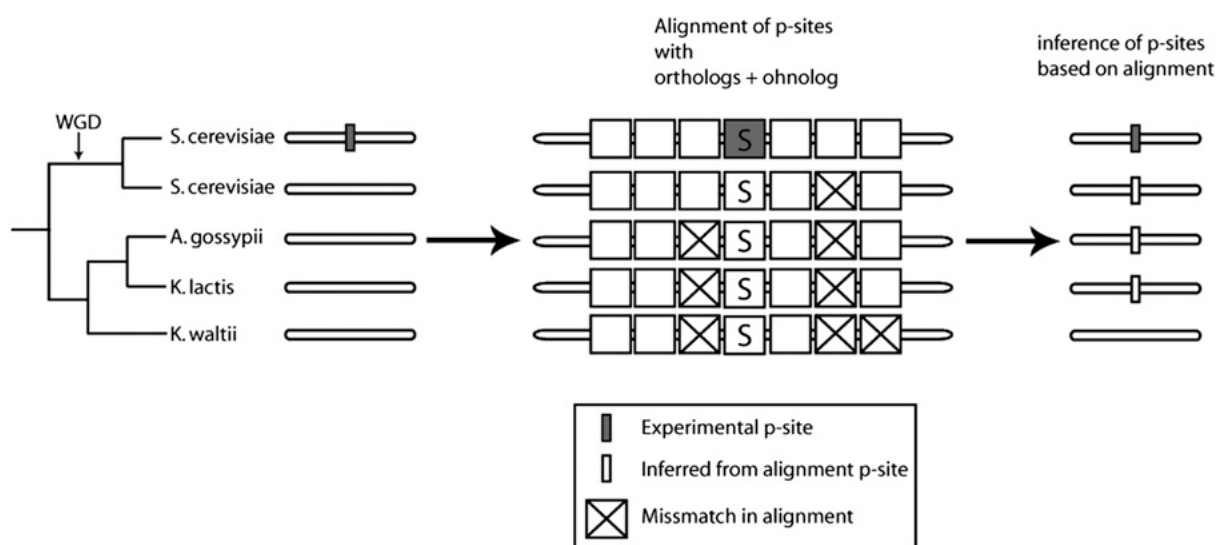 Alignment of p-sites
with
orthologs + ohnolog
inference of p-sites
based on alignment
WGD
S. cerevisiae
S. cerevisiae
A. gossypii
K. lactis
K. waltii
S
S
S
S
S
Experimental p-site
Inferred from alignment p-site
Missmatch in alignment